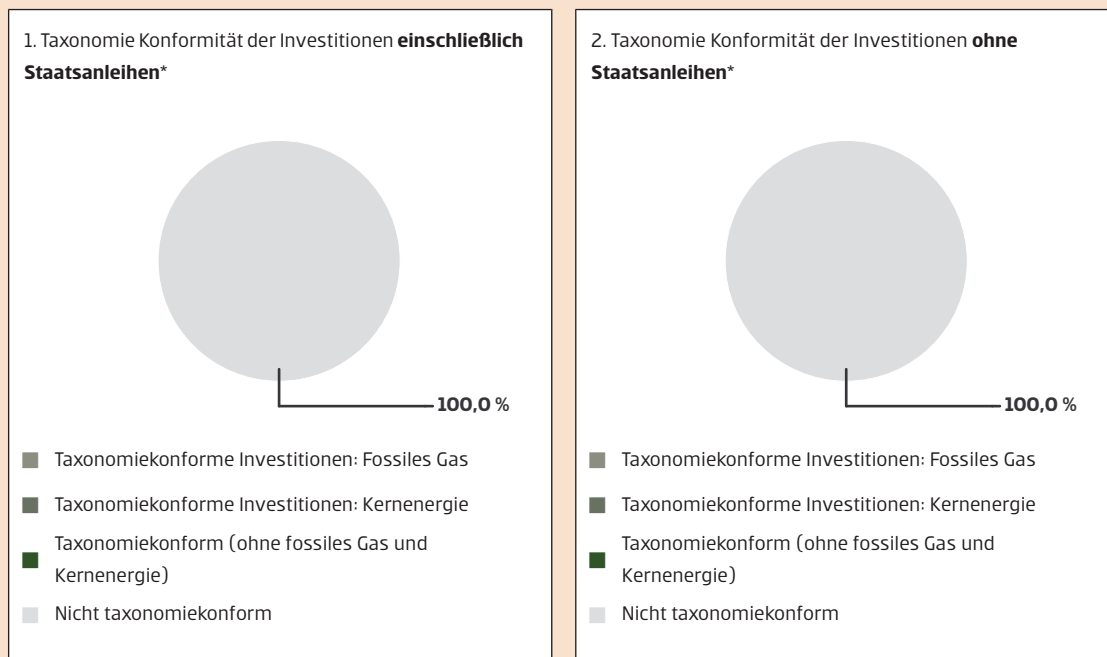 1. Taxonomie Konformität der Investitionen einschließlich
Staatsanleihen*
100,0 %
Taxonomiekonforme Investitionen: Fossiles Gas
Taxonomiekonforme Investitionen: Kernenergie
Taxonomiekonform (ohne fossiles Gas und
Kernenergie)
Nicht taxonomiekonform
2. Taxonomie Konformität der Investitionen ohne
Staatsanleihen*
100,0 %
Taxonomiekonforme Investitionen: Fossiles Gas
Taxonomiekonforme Investitionen: Kernenergie
Taxonomiekonform (ohne fossiles Gas und
Kernenergie)
Nicht taxonomiekonform